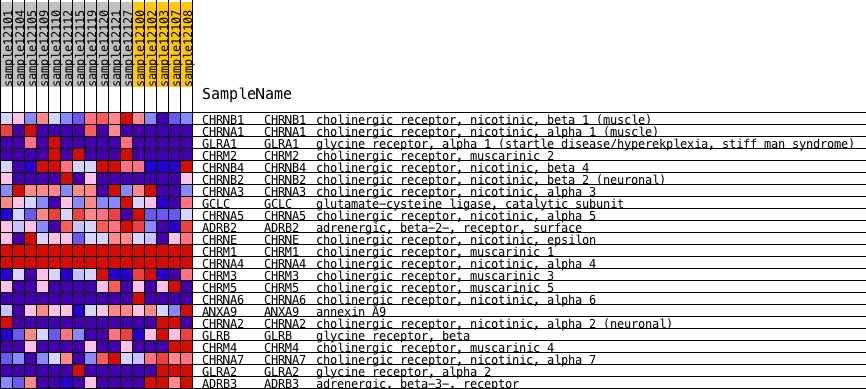 sample12101
sample12104
sample12105
sample12109
sample12110
sample12112
sample12115
sample12119
sample12120
sample12121
sample12127
sample12100
sample12102
sample12103
sample12107
sample12108
SampleName
CHRNB1 CHRNB1 cholinergic receptor, nicotinic, beta 1 (muscle)
CHRNA1 CHRNA1 cholinergic receptor, nicotinic, alpha 1 (muscle)
GLRA1 GLRA1 glycine receptor, alpha 1 (startle disease/hyperekplexia, stiff man syndrome)
CHRM2 CHRM2 cholinergic receptor, muscarinic 2
CHRNB4 CHRNB4 cholinergic receptor, nicotinic, beta 4
CHRNB2 CHRNB2 cholinergic receptor, nicotinic, beta 2 (neuronal)
CHRNA3 CHRNA3 cholinergic receptor, nicotinic, alpha 3
GCLC GCLC glutamate-cysteine ligase, catalytic subunit
CHRNA5 CHRNA5 cholinergic receptor, nicotinic, alpha 5
ADRB2 ADRB2 adrenergic, beta-2-, receptor, surface
CHRNE CHRNE cholinergic receptor, nicotinic, epsilon
CHRM1 CHRM1 cholinergic receptor, muscarinic 1
CHRNA4 CHRNA4 cholinergic receptor, nicotinic, alpha 4
CHRM3 CHRM3 cholinergic receptor, muscarinic 3
CHRM5 CHRM5 cholinergic receptor, muscarinic 5
CHRNA6 CHRNA6 cholinergic receptor, nicotinic, alpha 6
ANXA9 ANXA9 annexin A9
CHRNA2 CHRNA2 cholinergic receptor, nicotinic, alpha 2 (neuronal)
GLRB GLRB glycine receptor, beta
CHRM4 CHRM4 cholinergic receptor, muscarinic 4
CHRNA7 CHRNA7 cholinergic receptor, nicotinic, alpha 7
GLRA2 GLRA2 glycine receptor, alpha 2
ADRB3 ADRB3 adrenergic, beta-3-, receptor